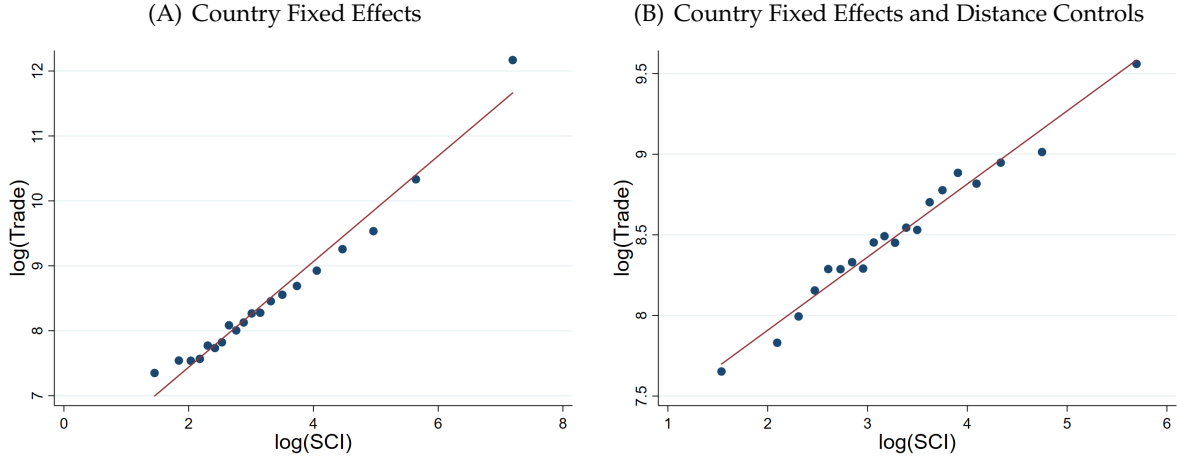 (A) Country Fixed Effects
12
11
10
9
8
7
log(Trade)
0 2 4 6 8
log(SCI)
(B) Country Fixed Effects and Distance Controls
9.5
9
8.5
8
7.5
log(Trade)
1 2 3 4 5 6
log(SCI)